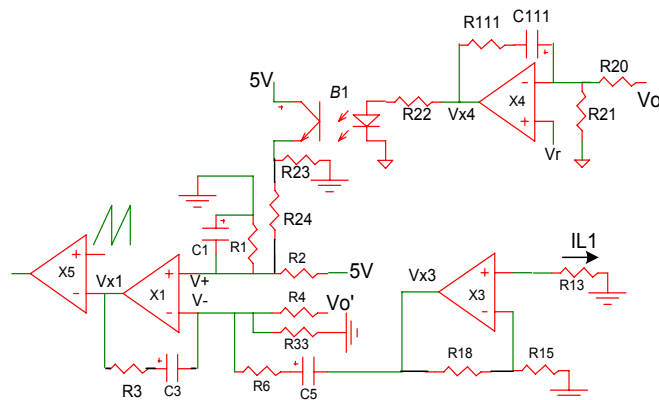 R111
C111
R20
5V
B1
X4
Vo
R22
Vx4
R21
Vr
R23
R24
C1
R1
X5
R2
5V
Vx1
X1
V+
V-
IL1
Vx3
X3
R13
R4
Vo'
R33
R3
C3
R6
C5
R18
R15